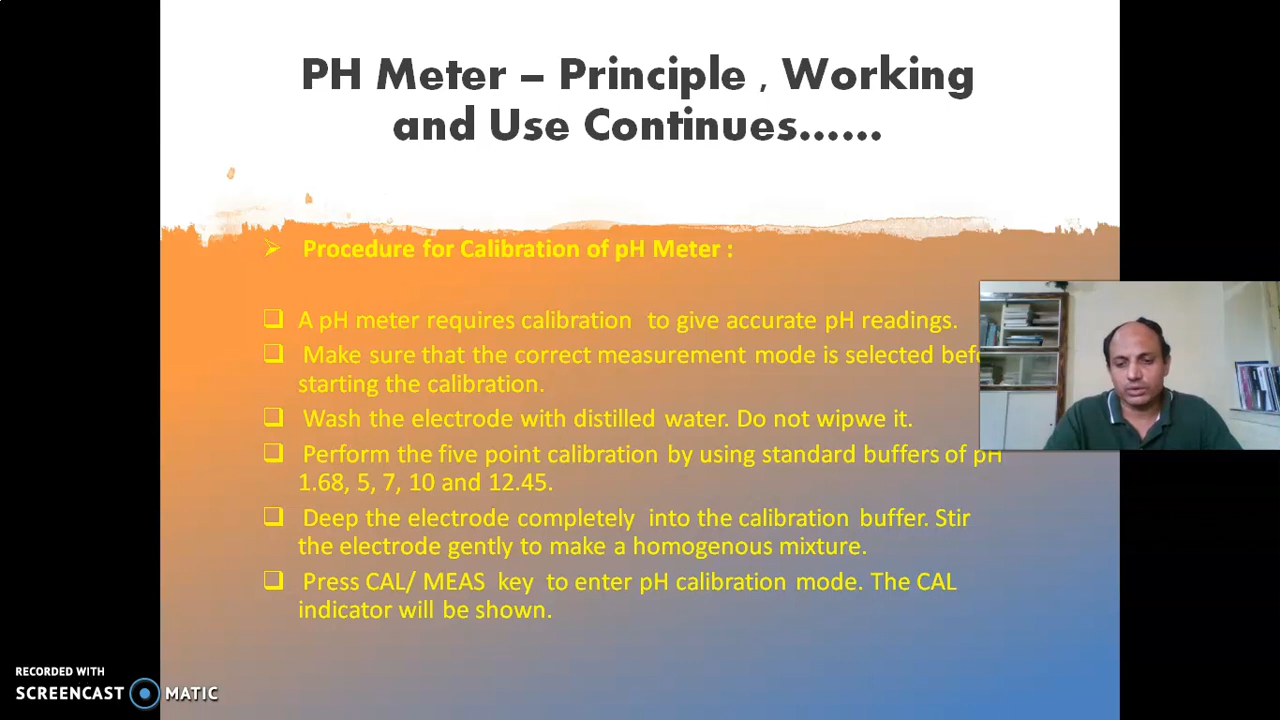 PH Meter – Principle , Working
and Use Continues......
Procedure for Calibration of pH Meter :
A pH meter requires calibration to give accurate pH readings.
Make sure that the correct measurement mode is selected
starting the calibration.
Wash the electrode with distilled water. Do not wipwe it.
Perform the five point calibration by using standard buffers of pH
1.68, 5, 7, 10 and 12.45.
Deep the electrode completely into the calibration buffer. Stir
the electrode gently to make a homogenous mixture.
Press CAL/ MEAS key to enter pH calibration mode. The CAL
indicator will be shown.
RECORDED WITH
SCREENCAST MATIC